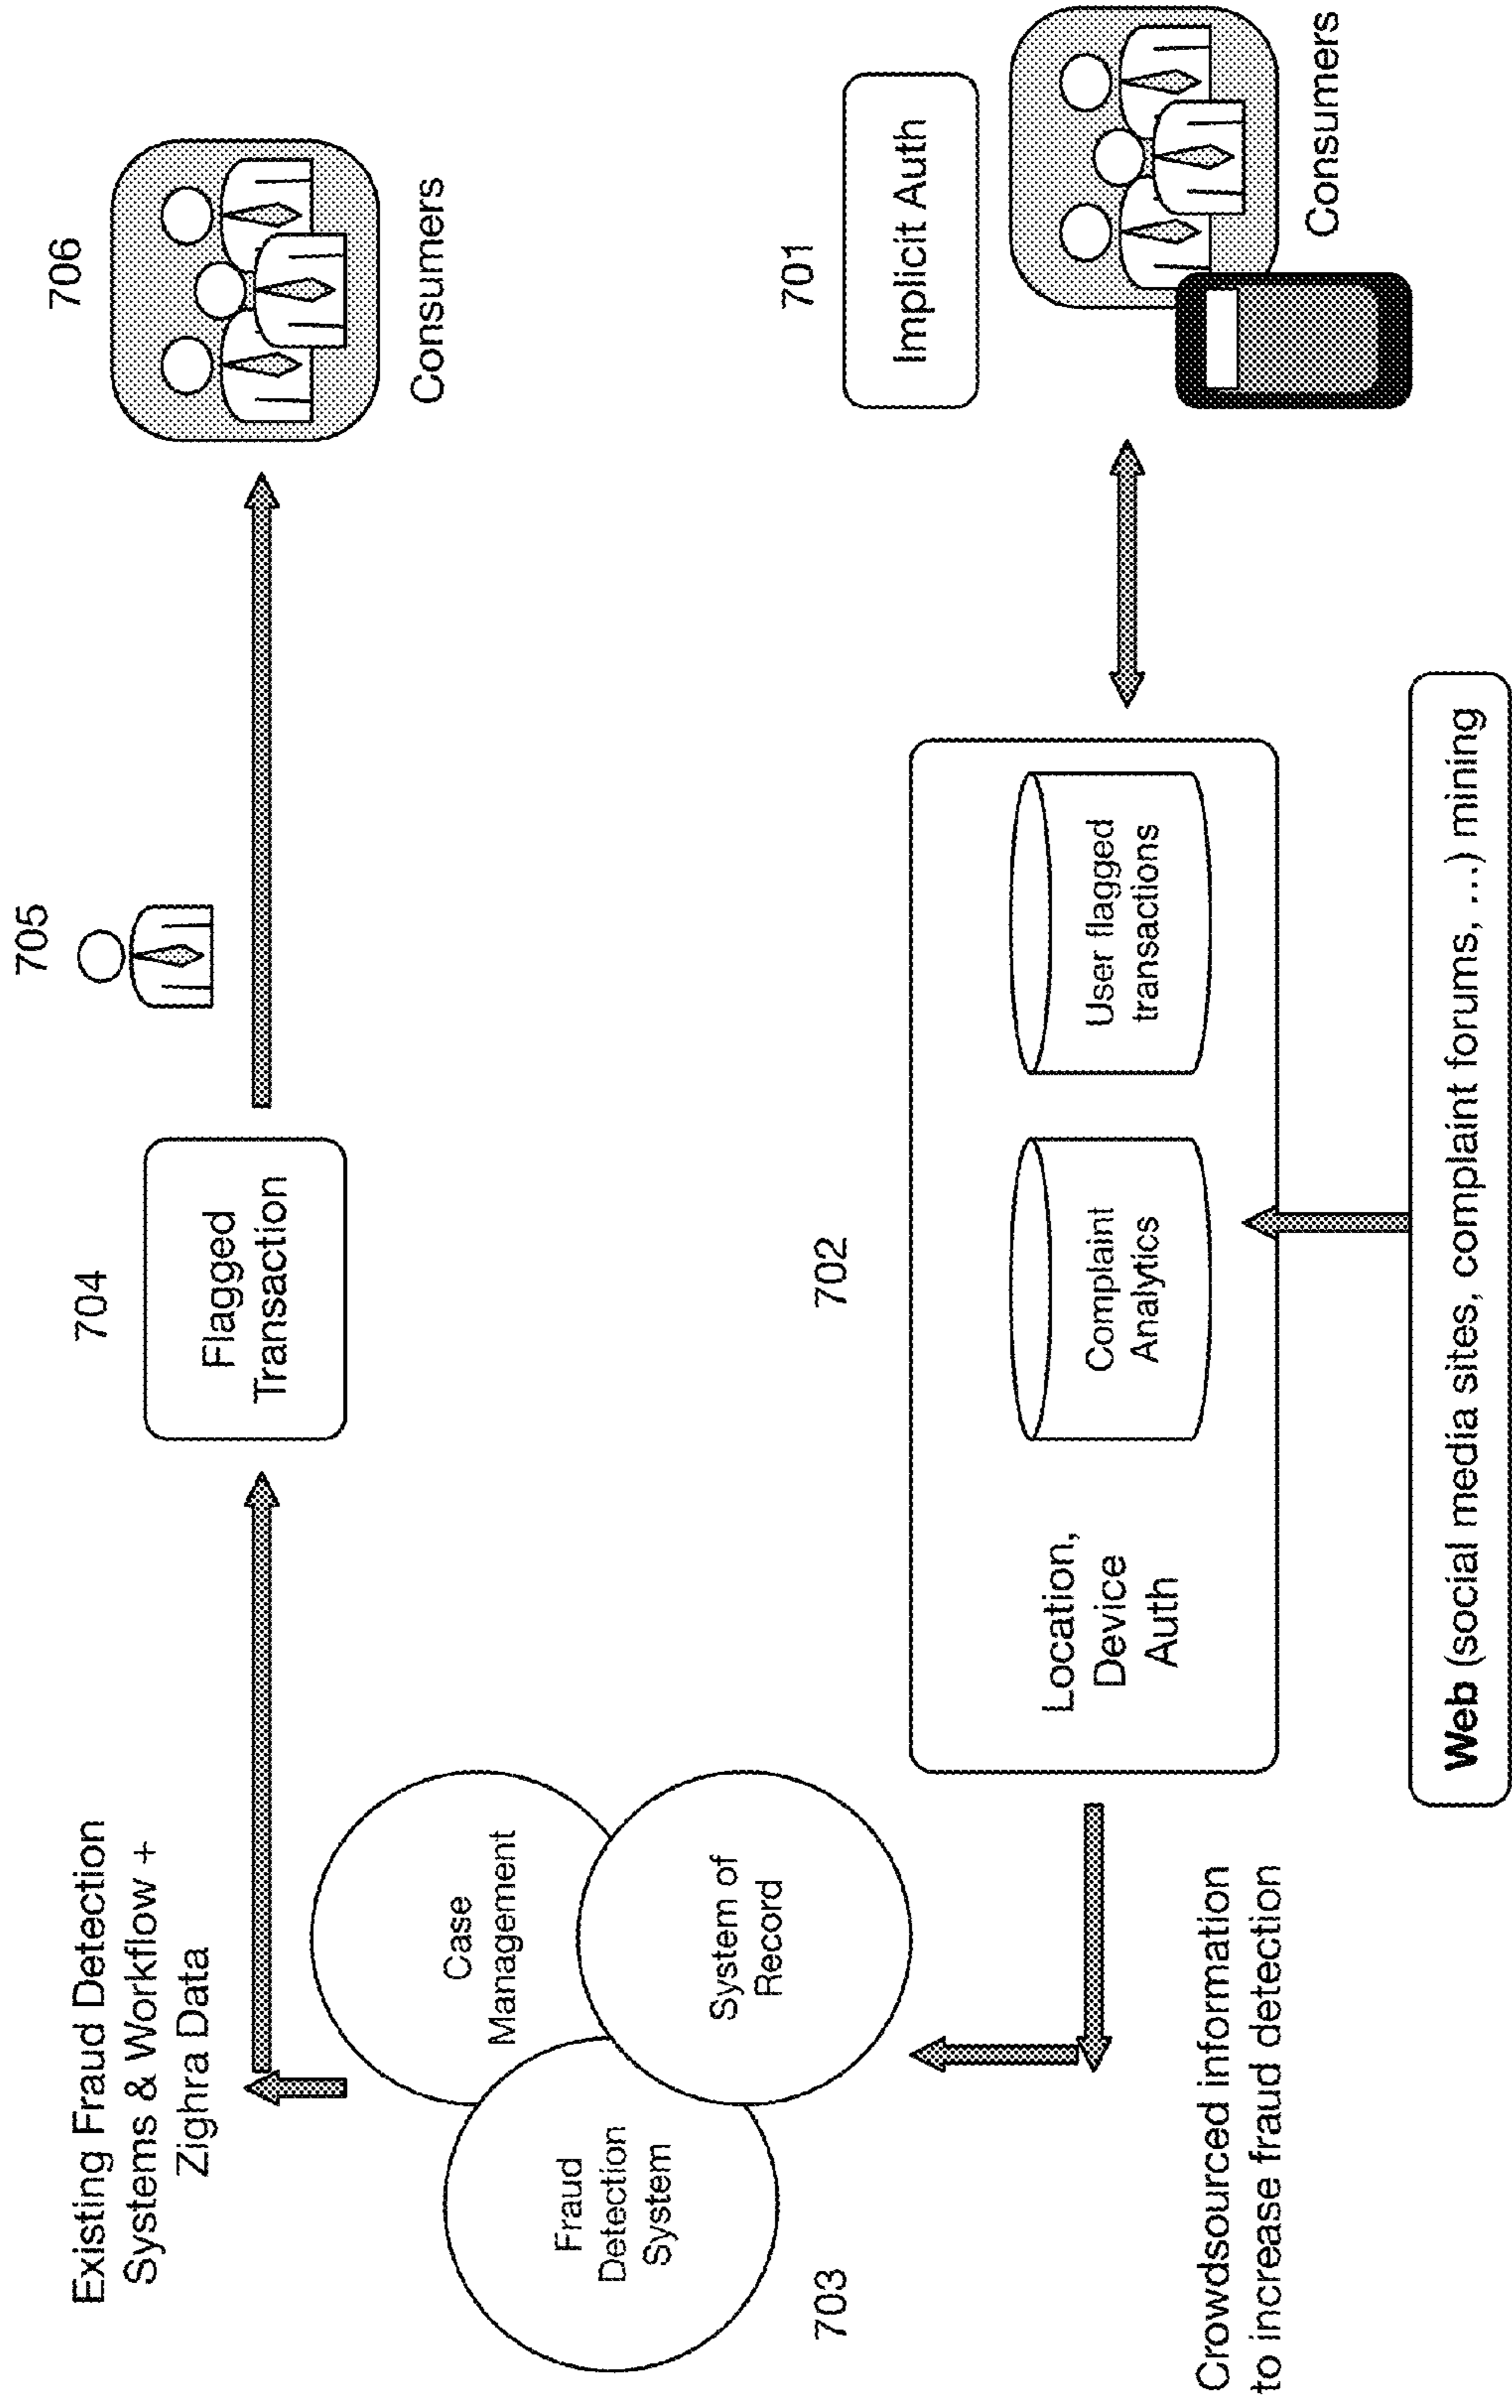 Existing Fraud Detection
Systems & Workflow +
Zighra Data
704
Flagged
Transaction
705
706
Consumers
Case
Management
Fraud
Detection
System
System of
Record
703
702
Location,
Device
Auth
Complaint
Analytics
User flagged
transactions
701
Implicit Auth
Consumers
Crowdsourced information
to increase fraud detection
Web (social media sites, complaint forums, ...) mining